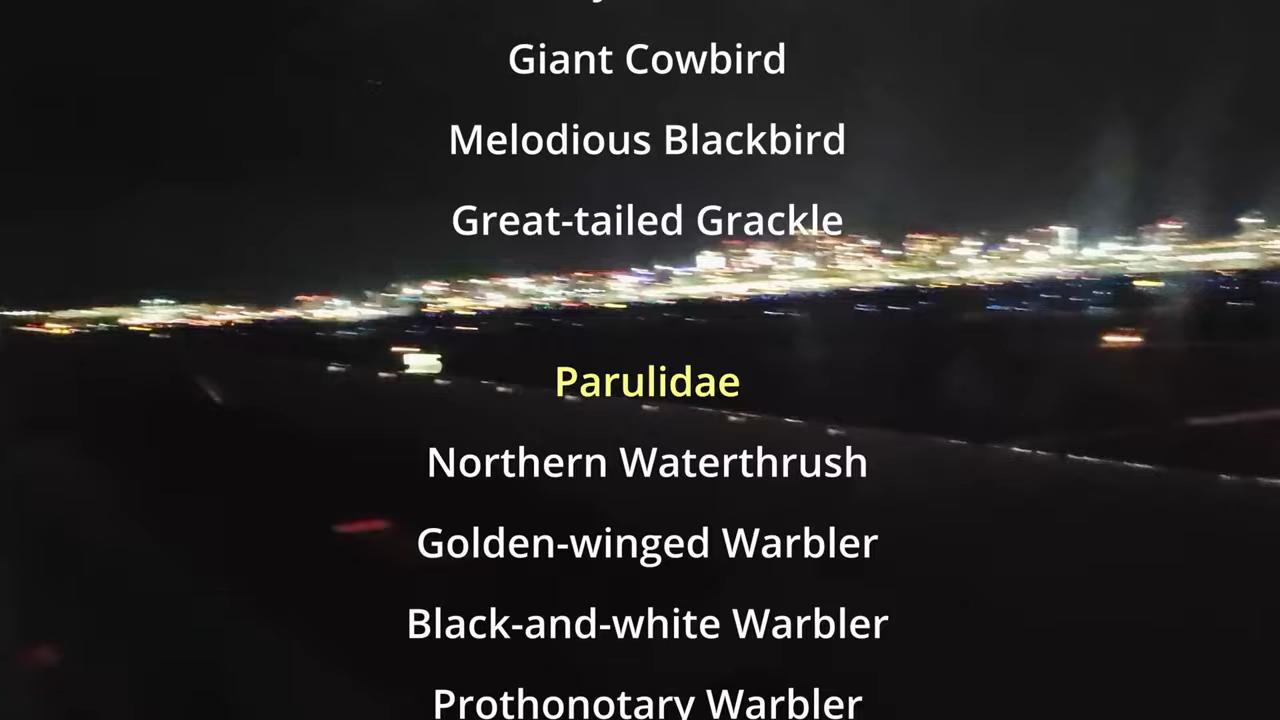 Giant Cowbird
Melodious Blackbird
Great-tailed Grackle
Parulidae
Northern Waterthrush
Golden-winged Warbler
Black-and-white Warbler
Prothonotary Warbler